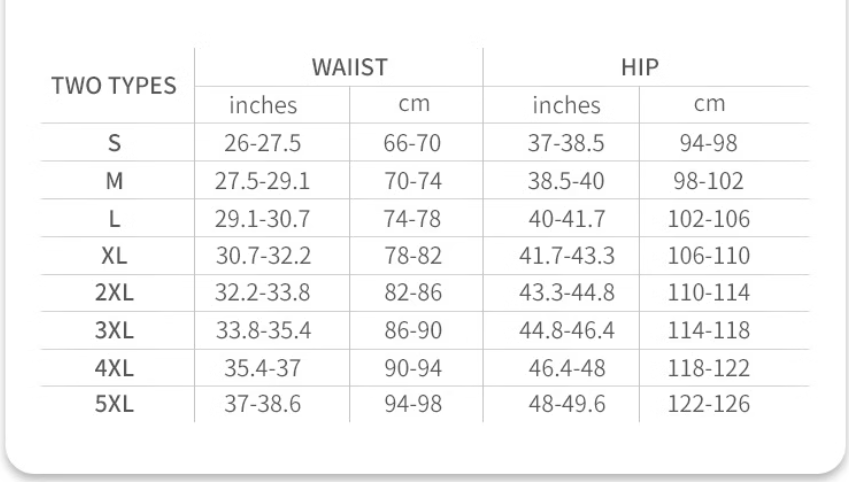 TWO TYPES WAIIST HIP
inches cm inches cm
S 26-27.5 66-70 37-38.5 94-98
M 27.5-29.1 70-74 38.5-40 98-102
L 29.1-30.7 74-78 40-41.7 102-106
XL 30.7-32.2 78-82 41.7-43.3 106-110
2XL 32.2-33.8 82-86 43.3-44.8 110-114
3XL 33.8-35.4 86-90 44.8-46.4 114-118
4XL 35.4-37 90-94 46.4-48 118-122
5XL 37-38.6 94-98 48-49.6 122-126